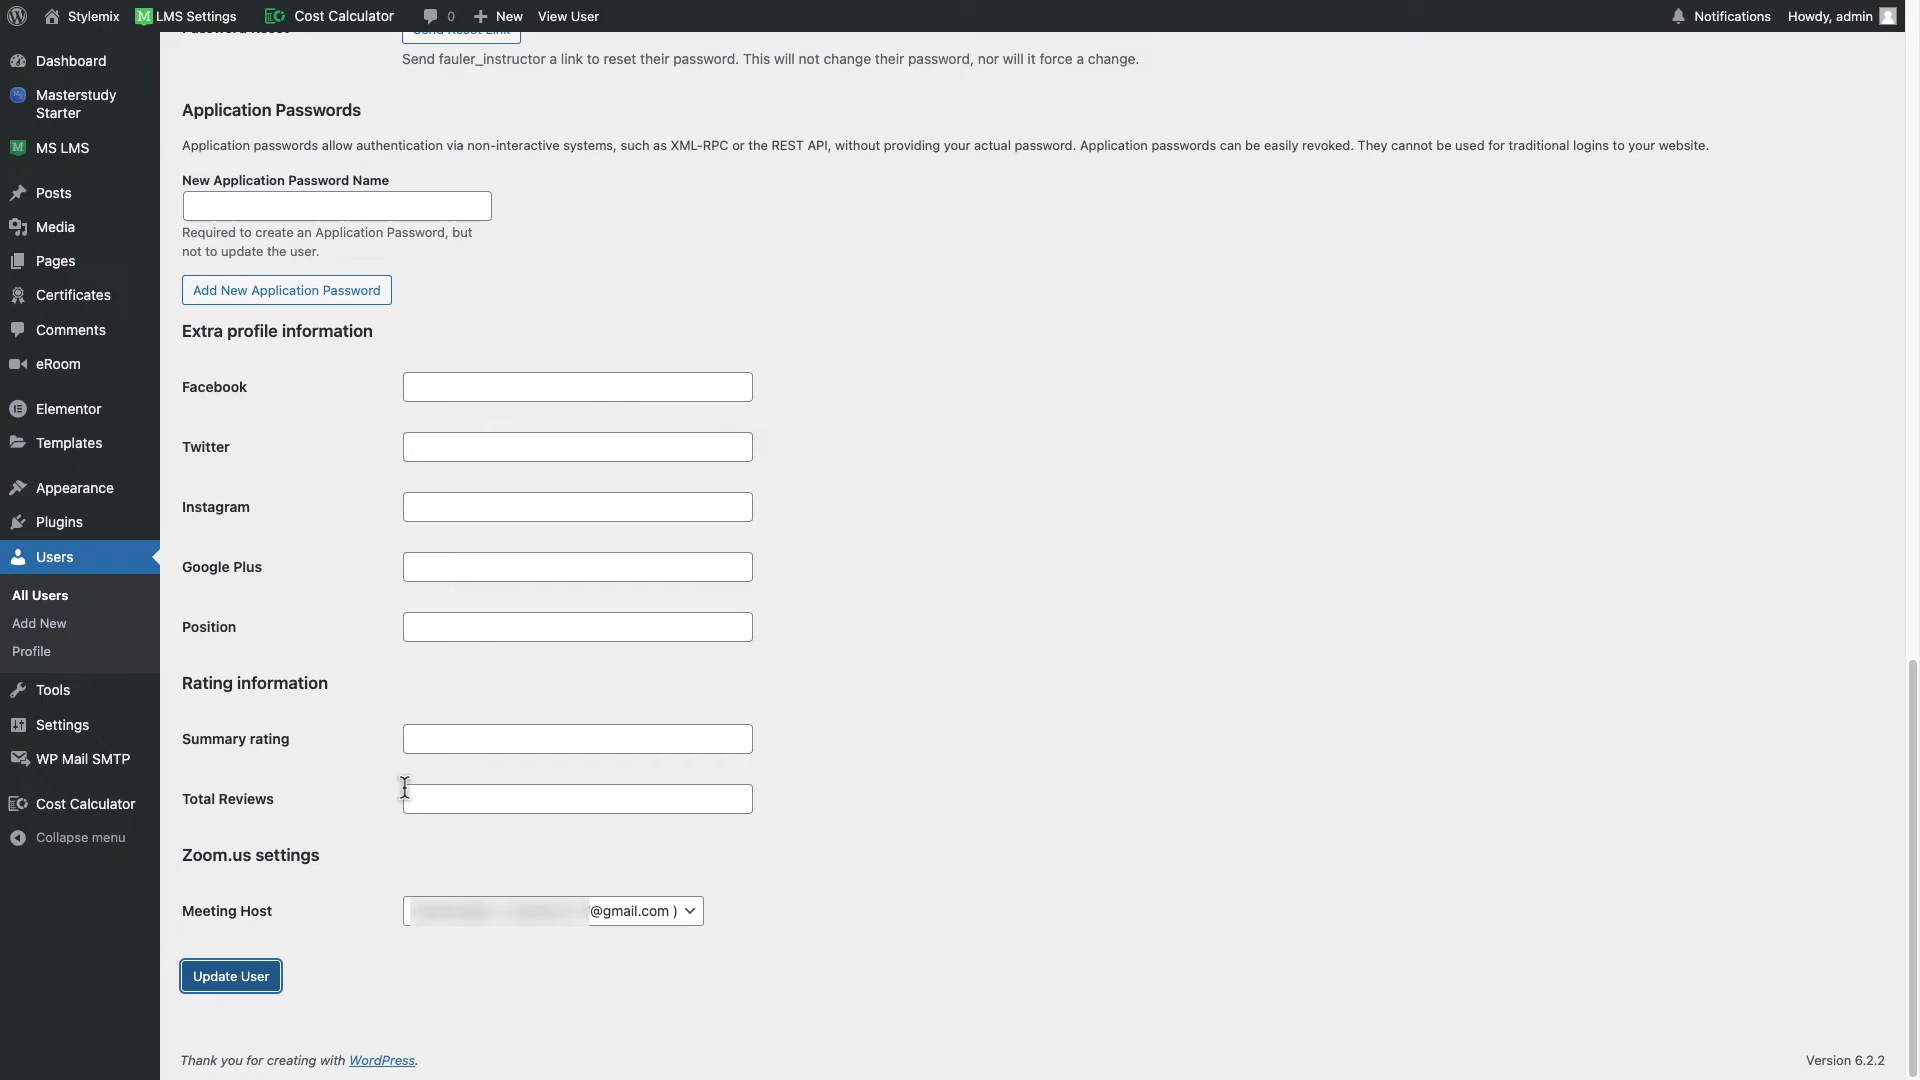 Stylemix
LMS Settings
Cost Calculator
0
New
View User
Notifications
Howdy, admin
Dashboard
Masterstudy
Starter
MS LMS
Posts
Media
Pages
Certificates
Comments
eRoom
Elementor
Templates
Appearance
Plugins
Users
All Users
Add New
Profile
Tools
Settings
WP Mail SMTP
Cost Calculator
Collapse menu
Password Reset
Send Reset Link
Send fauler_instructor a link to reset their password. This will not change their password, nor will it force a change.
Application Passwords
Application passwords allow authentication via non-interactive systems, such as XML-RPC or the REST API, without providing your actual password. Application passwords can be easily revoked. They cannot be used for traditional logins to your website.
New Application Password Name
Required to create an Application Password, but
not to update the user.
Add New Application Password
Extra profile information
Facebook
Twitter
Instagram
Google Plus
Position
Rating information
Summary rating
Total Reviews
Zoom.us settings
Meeting Host
@gmail.com )
Update User
Thank you for creating with WordPress.
Version 6.2.2